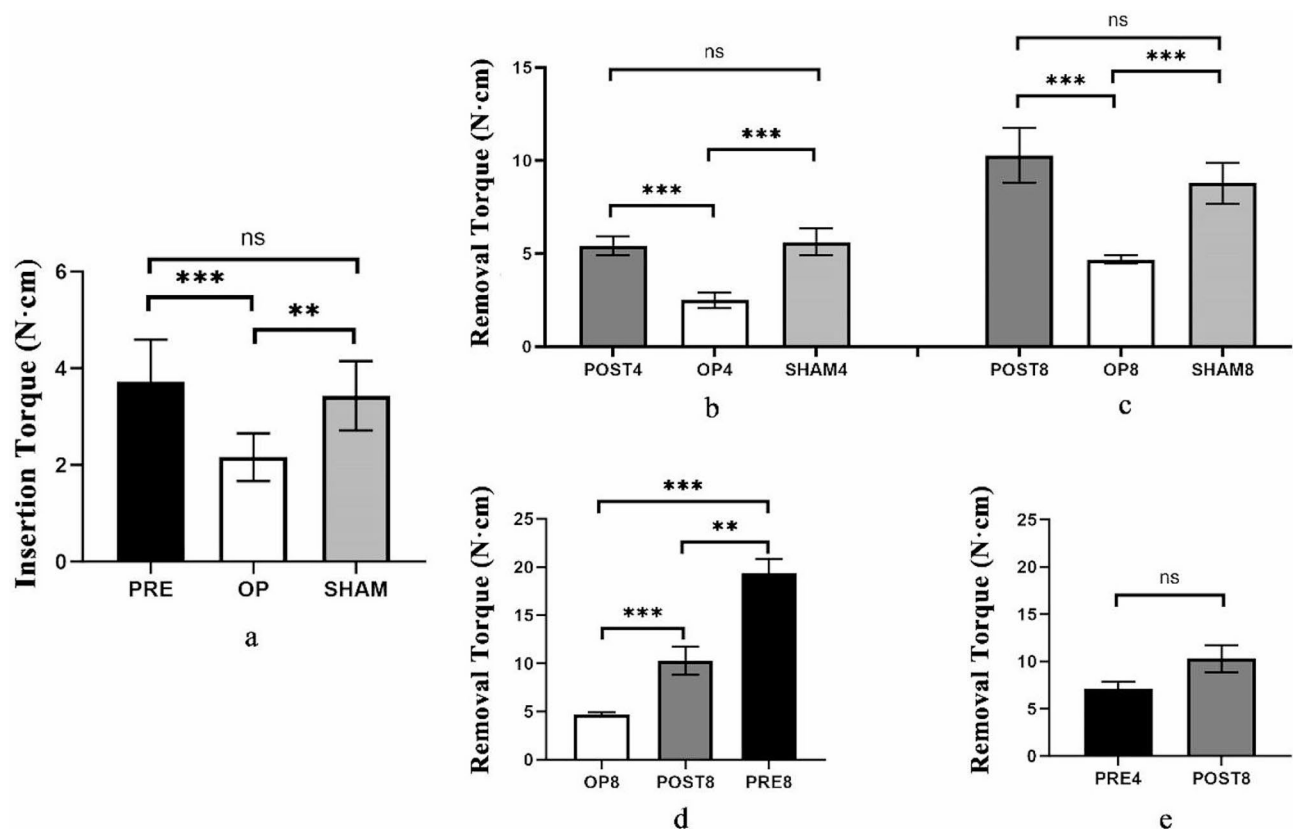 Insertion Torque (N·cm)
6
4
2
0
ns
***
**
PRE OP SHAM
a
Removal Torque (N·cm)
15
10
5
0
ns
***
***
POST4 OP4 SHAM4
b
ns
***
***
POST8 OP8 SHAM8
c
Removal Torque (N·cm)
25
20
15
10
5
0
***
**
***
OP8 POST8 PRE8
d
Removal Torque (N·cm)
25
20
15
10
5
0
ns
PRE4 POST8
e